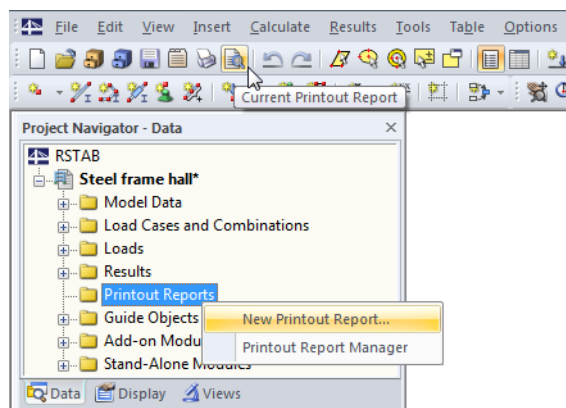 File Edit View Insert Calculate Results Tools Table Options
Current Printout Report
Project Navigator - Data
RSTAB
Steel frame hall*
Model Data
Load Cases and Combinations
Loads
Results
Printout Reports
New Printout Report...
Guide Objects
Printout Report Manager
Add-on Modu
Stand-Alone Modules
Data Display Views